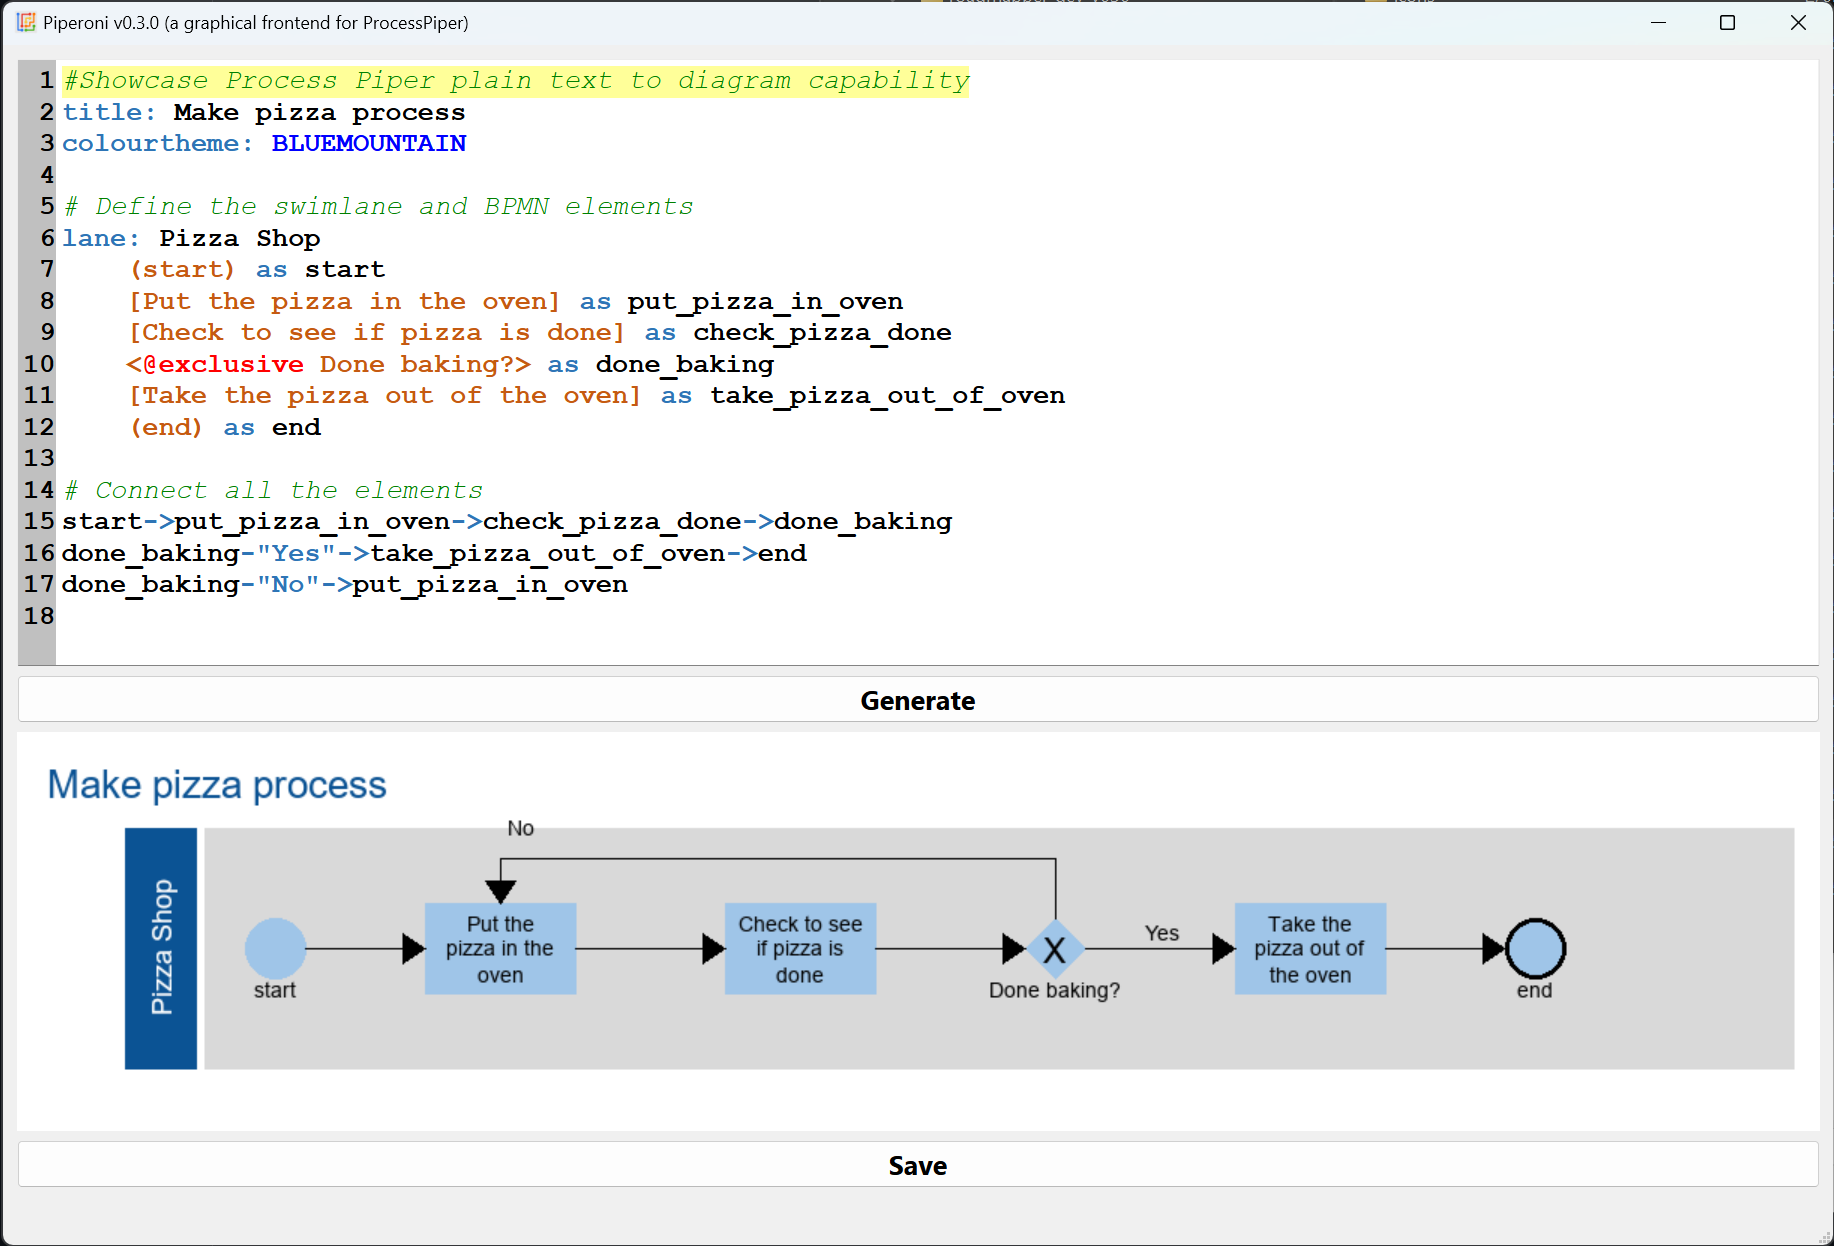 Piperoni v0.3.0 (a graphical frontend for ProcessPiper)
1 #Showcase Process Piper plain text to diagram capability
2 title: Make pizza process
3 colourtheme: BLUEMOUNTAIN
4
5 # Define the swimlane and BPMN elements
6 lane: Pizza Shop
7     (start) as start
8     [Put the pizza in the oven] as put_pizza_in_oven
9     [Check to see if pizza is done] as check_pizza_done
10     <@exclusive Done baking?> as done_baking
11     [Take the pizza out of the oven] as take_pizza_out_of_oven
12     (end) as end
13
14 # Connect all the elements
15 start->put_pizza_in_oven->check_pizza_done->done_baking
16 done_baking-"Yes"->take_pizza_out_of_oven->end
17 done_baking-"No"->put_pizza_in_oven
18
Generate
Make pizza process
Pizza Shop
No
start
Put the
pizza in the
oven
Check to see
if pizza is
done
X
Done baking?
Yes
Take the
pizza out of
the oven
end
Save